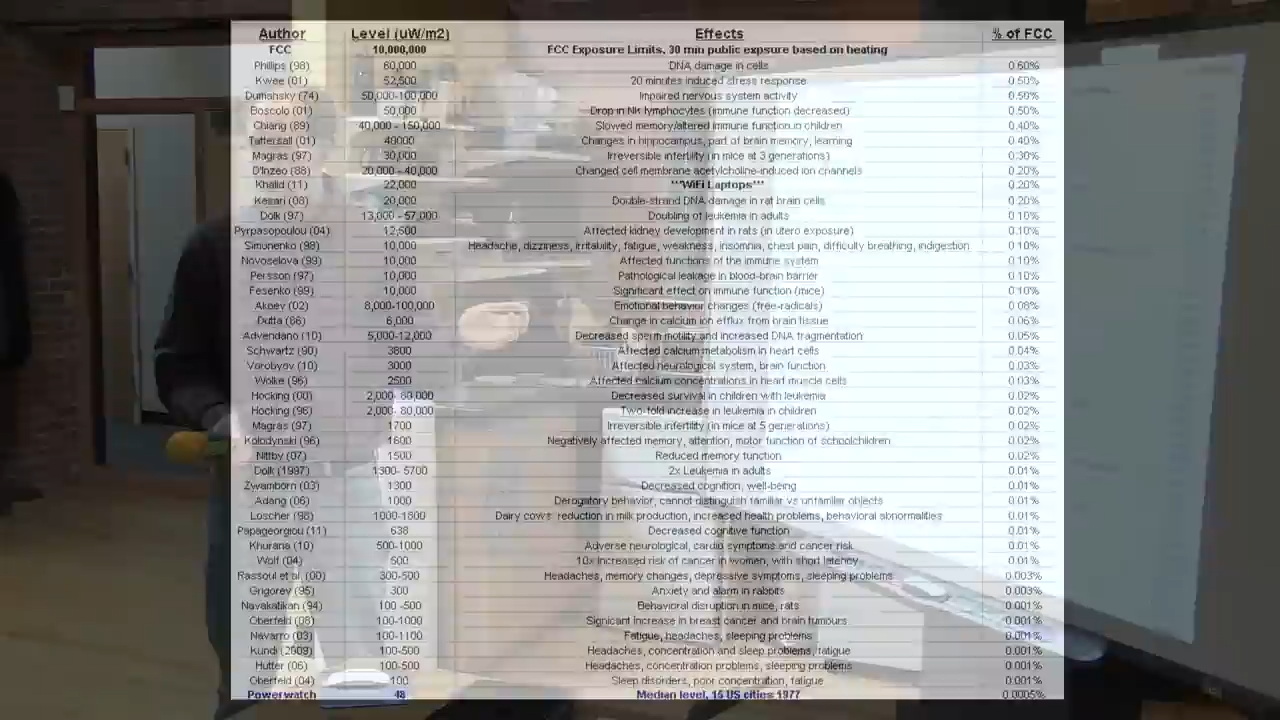 Author Level (uW/m2) Effects % of FCC
FCC 10,000,000 FCC Exposure Limits, 30 min public expsure based on heating
Phillips (98) 60,000 DNA damage in cells 0.60%
Kwee (01) 52,500 20 minutes induced stress response 0.50%
Dumansky (74) 50,000-100,000 Impaired nervous system activity 0.50%
Boscolo (01) 50,000 Drop in NK lymphocytes (immune function decreased) 0.50%
Chiang (89) 40,000 - 150,000 Slowed memory/altered immune function in children 0.40%
Tattersall (01) 40000 Changes in hippocampus, part of brain memory, learning 0.40%
Magras (97) 30,000 Irreversible infertility (in mice at 3 generations) 0.30%
D'Inzeo (88) 20,000 - 40,000 Changed cell membrane acetylcholine-induced ion channels 0.20%
Khalid (11) 22,000 ***WiFi Laptops*** 0.20%
Kesari (08) 20,000 Double-strand DNA damage in rat brain cells 0.20%
Dolk (97) 13,000 - 57,000 Doubling of leukemia in adults 0.10%
Pyrpasopoulou (04) 12,500 Affected kidney development in rats (in utero exposure) 0.10%
Simonenko (98) 10,000 Headache, dizziness, irritability, fatigue, weakness, insomnia, chest pain, difficulty breathing, indigestion 0.10%
Novoselova (99) 10,000 Affected functions of the immune system 0.10%
Persson (97) 10,000 Pathological leakage in blood-brain barrier 0.10%
Fesenko (99) 10,000 Significant effect on immune function (mice) 0.10%
Akoev (02) 8,000-100,000 Emotional behavior changes (free-radicals) 0.08%
Dutta (86) 6,000 Change in calcium ion efflux from brain tissue 0.06%
Advendano (10) 5,000-12,000 Decreased sperm motility and increased DNA fragmentation 0.05%
Schwartz (90) 3800 Affected calcium metabolism in heart cells 0.04%
Vorobyov (10) 3000 Affected neurological system, brain function 0.03%
Wolke (96) 2500 Affected calcium concentrations in heart muscle cells 0.03%
Hocking (00) 2,000- 80,000 Decreased survival in children with leukemia 0.02%
Hocking (96) 2,000- 80,000 Two-fold increase in leukemia in children 0.02%
Magras (97) 1700 Irreversible infertility (in mice at 5 generations) 0.02%
Kolodynski (96) 1600 Negatively affected memory, attention, motor function of schoolchildren 0.02%
Nittby (07) 1500 Reduced memory function 0.02%
Dolk (1997) 1300- 5700 2x Leukemia in adults 0.01%
Zwamborn (03) 1300 Decreased cognition, well-being 0.01%
Adang (06) 1000 Derogatory behavior, cannot distinguish familiar vs unfamiliar objects 0.01%
Loscher (98) 1000-1800 Dairy cows' reduction in milk production, increased health problems, behavioral abnormalities 0.01%
Papageorgiou (11) 638 Decreased cognitive function 0.01%
Khurana (10) 500-1000 Adverse neurological, cardio symptoms and cancer risk 0.01%
Wolf (04) 500 10x increased risk of cancer in women, with short latency 0.01%
Rassoul et al. (00) 300-500 Headaches, memory changes, depressive symptoms, sleeping problems 0.003%
Grigorev (95) 300 Anxiety and alarm in rabbits 0.003%
Navakatikan (94) 100 -500 Behavioral disruption in mice, rats 0.001%
Oberfeld (08) 100-1000 Signicant increase in breast cancer and brain tumours 0.001%
Navarro (03) 100-1100 Fatigue, headaches, sleeping problems 0.001%
Kundi (2009) 100-500 Headaches, concentration and sleep problems, fatigue 0.001%
Hutter (06) 100-500 Headaches, concentration problems, sleeping problems 0.001%
Oberfeld (04) 100 Sleep disorders, poor concentration, fatigue 0.001%
Powerwatch 48 Median level, 15 US cities 1977 0.0005%